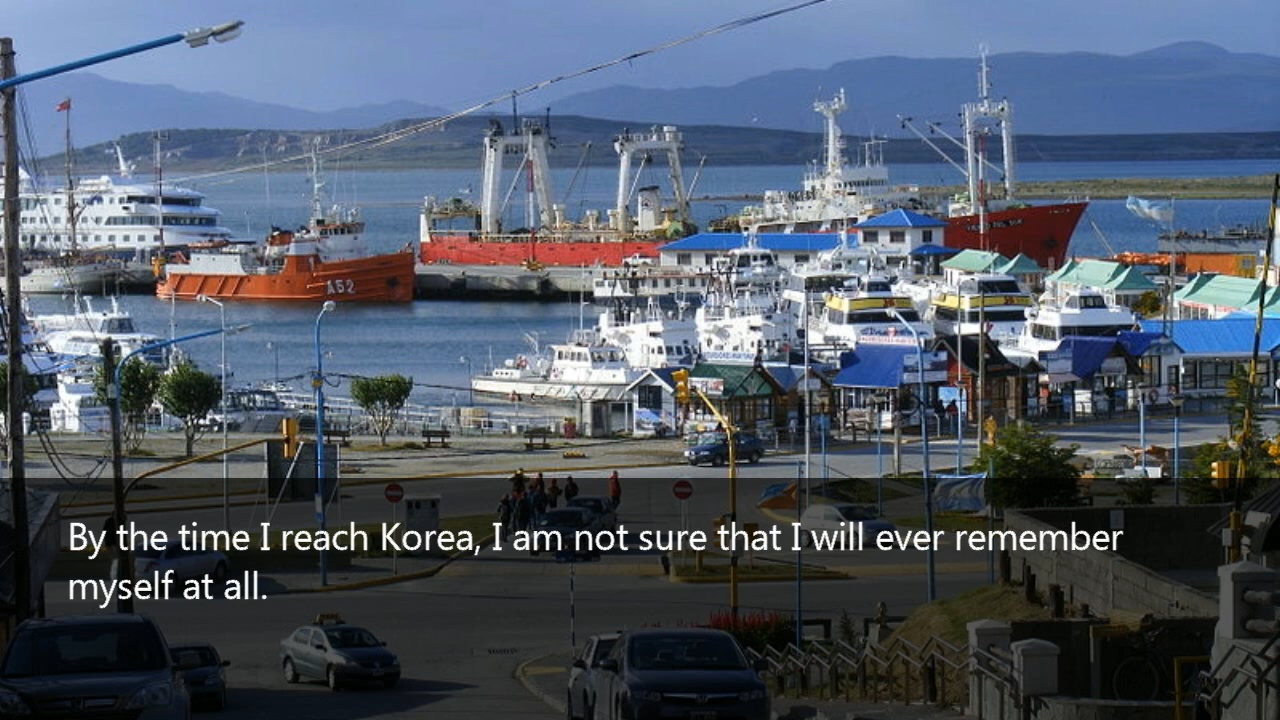 A52
By the time I reach Korea, I am not sure that I will ever remember
myself at all.